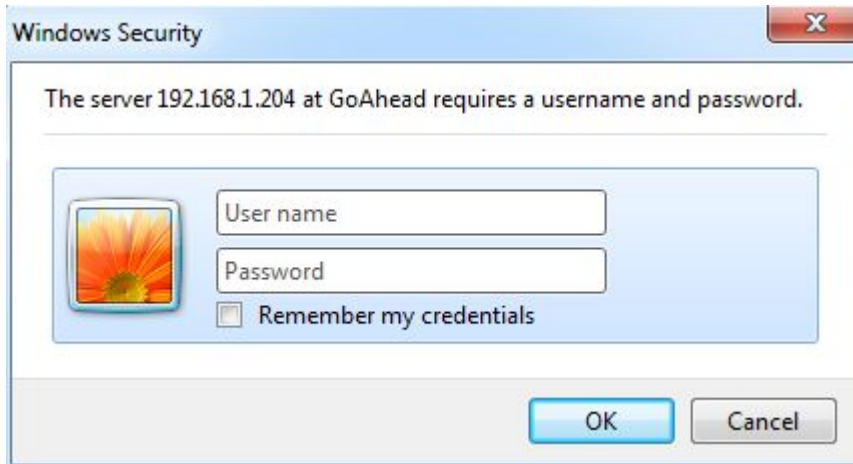 Windows Security
The server 192.168.1.204 at GoAhead requires a username and password.
User name
Password
Remember my credentials
OK
Cancel